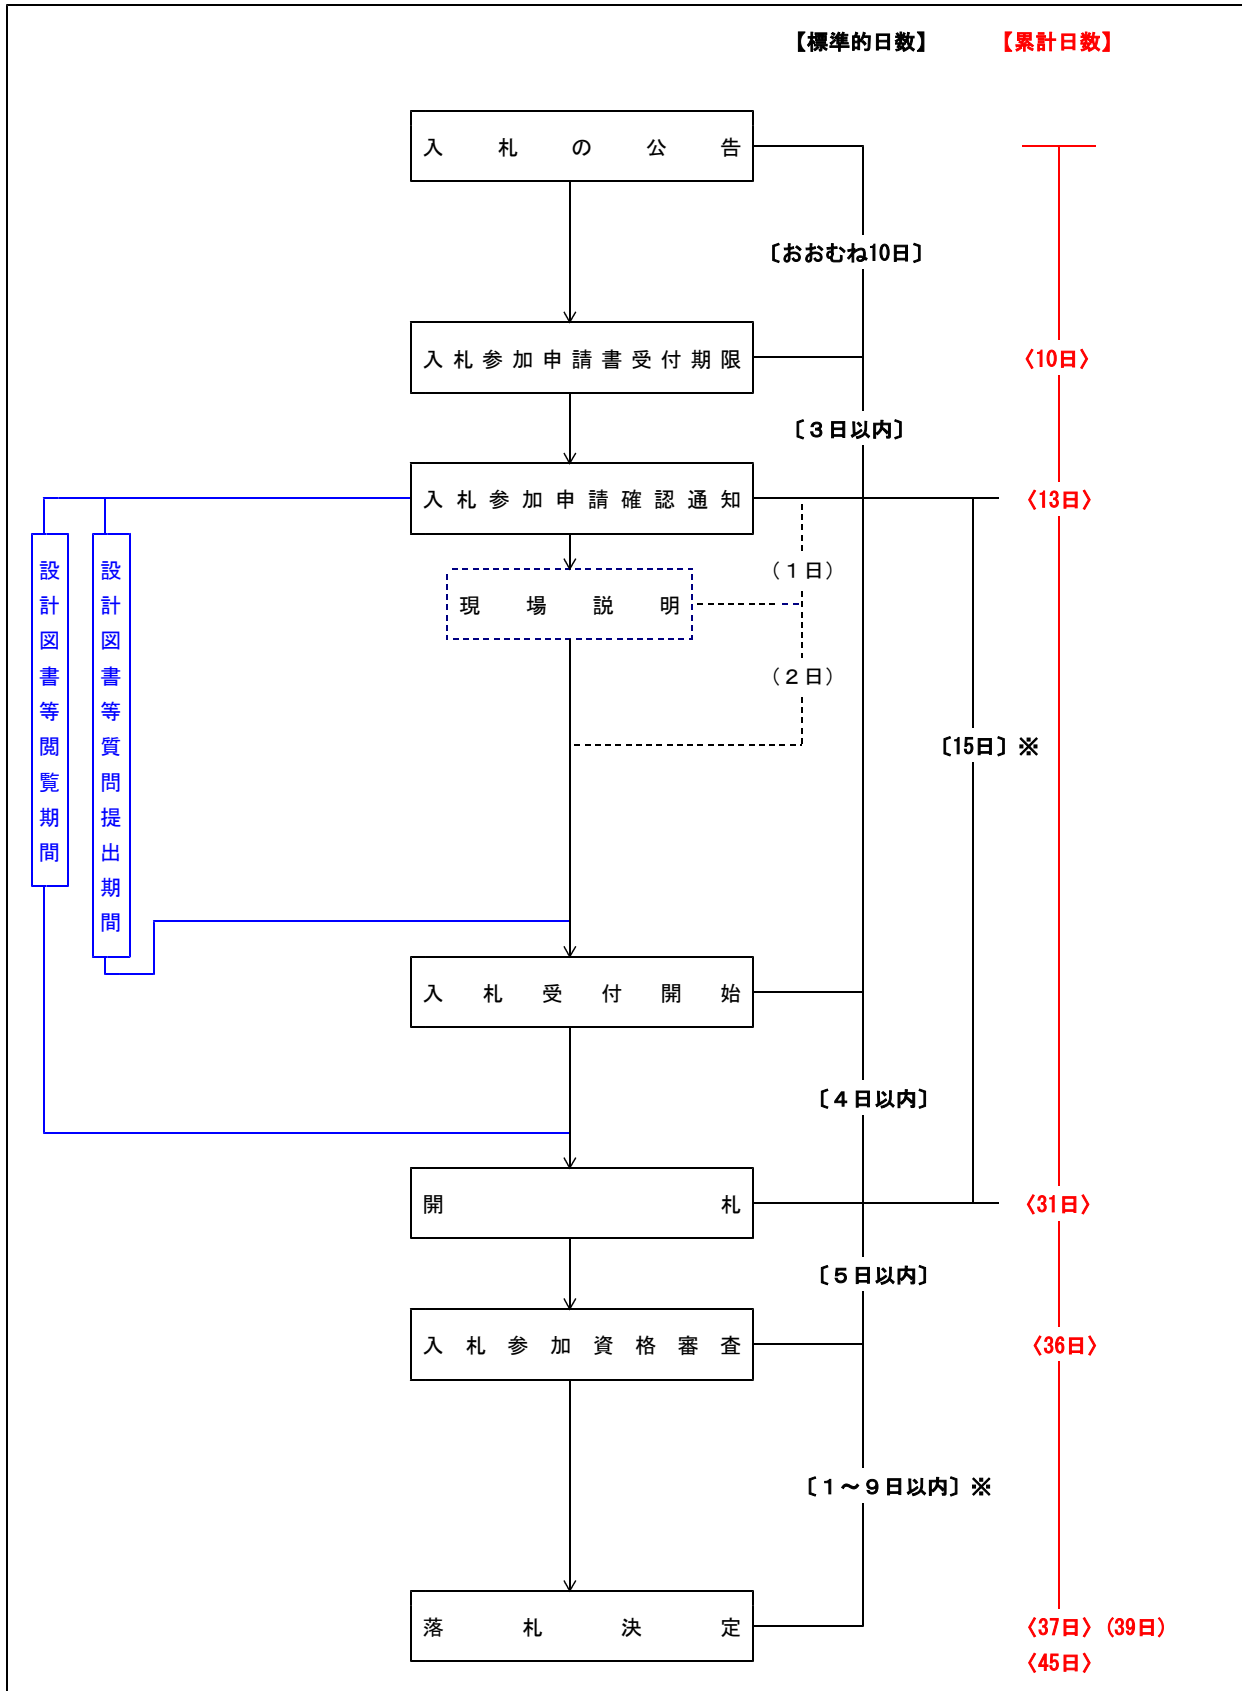 【標準的日数】 【累計日数】
入札の公告
〔おおむね10日〕
入札参加申請書受付期限 〈10日〉
〔３日以内〕
入札参加申請確認通知 〈13日〉
設計図書等閲覧期間
設計図書等質問提出期間
（１日）
現場説明
（２日）
〔15日〕※
入札受付開始
〔４日以内〕
開札 〈31日〉
〔５日以内〕
入札参加資格審査 〈36日〉
〔１～９日以内〕※
落札決定 〈37日〉(39日)
〈45日〉